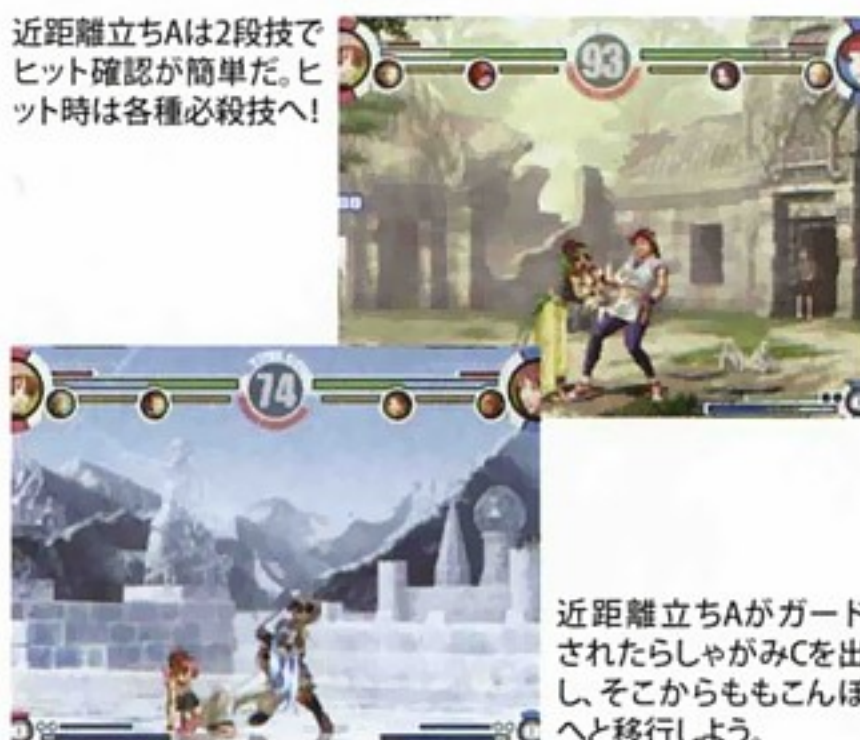 近距離立ちAは2段技で
ヒット確認が簡単だ。ヒ
ット時は各種必殺技へ!
93
74
近距離立ちAがガード
されたらしゃがみCを出
し、そこからももこんぼ
へと移行しよう。